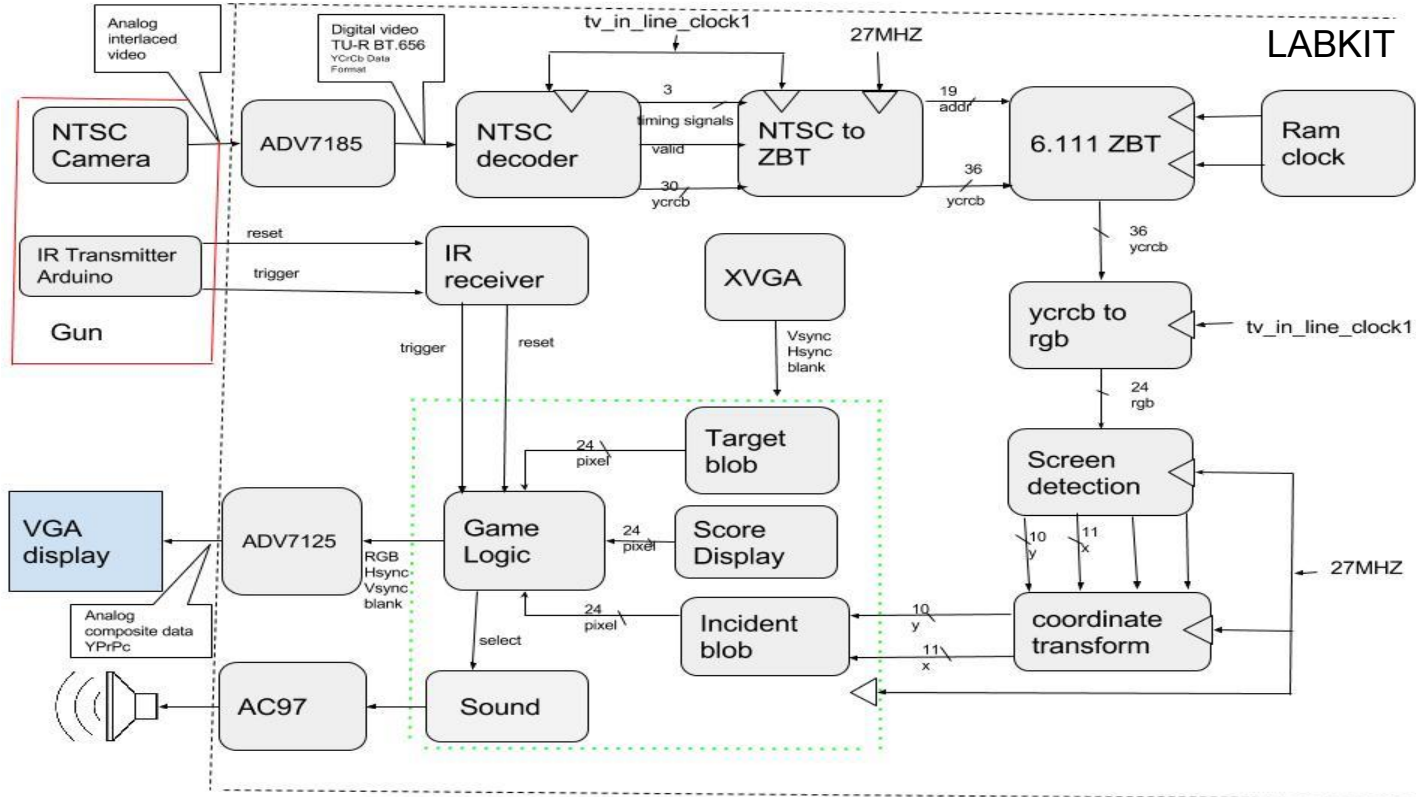 Analog
interlaced
video
Digital video
TU-R BT.656
YCrCb Data
Format
tv_in_line_clock1
27MHZ
LABKIT
NTSC
Camera
ADV7185
NTSC
decoder
3
timing signals
valid
30
ycrcb
NTSC to
ZBT
19
addr
36
ycrcb
6.111 ZBT
Ram
clock
IR Transmitter
Arduino
Gun
reset
trigger
IR
receiver
trigger
reset
XVGA
Vsync
Hsync
blank
36
ycrcb
ycrcb to
rgb
tv_in_line_clock1
24
rgb
Target
blob
24
pixel
Screen
detection
VGA
display
ADV7125
RGB
Hsync
Vsync
blank
Game
Logic
24
pixel
Score
Display
10
y
11
x
27MHZ
Analog
composite data
YPrPc
24
pixel
Incident
blob
10
y
11
x
coordinate
transform
select
AC97
Sound